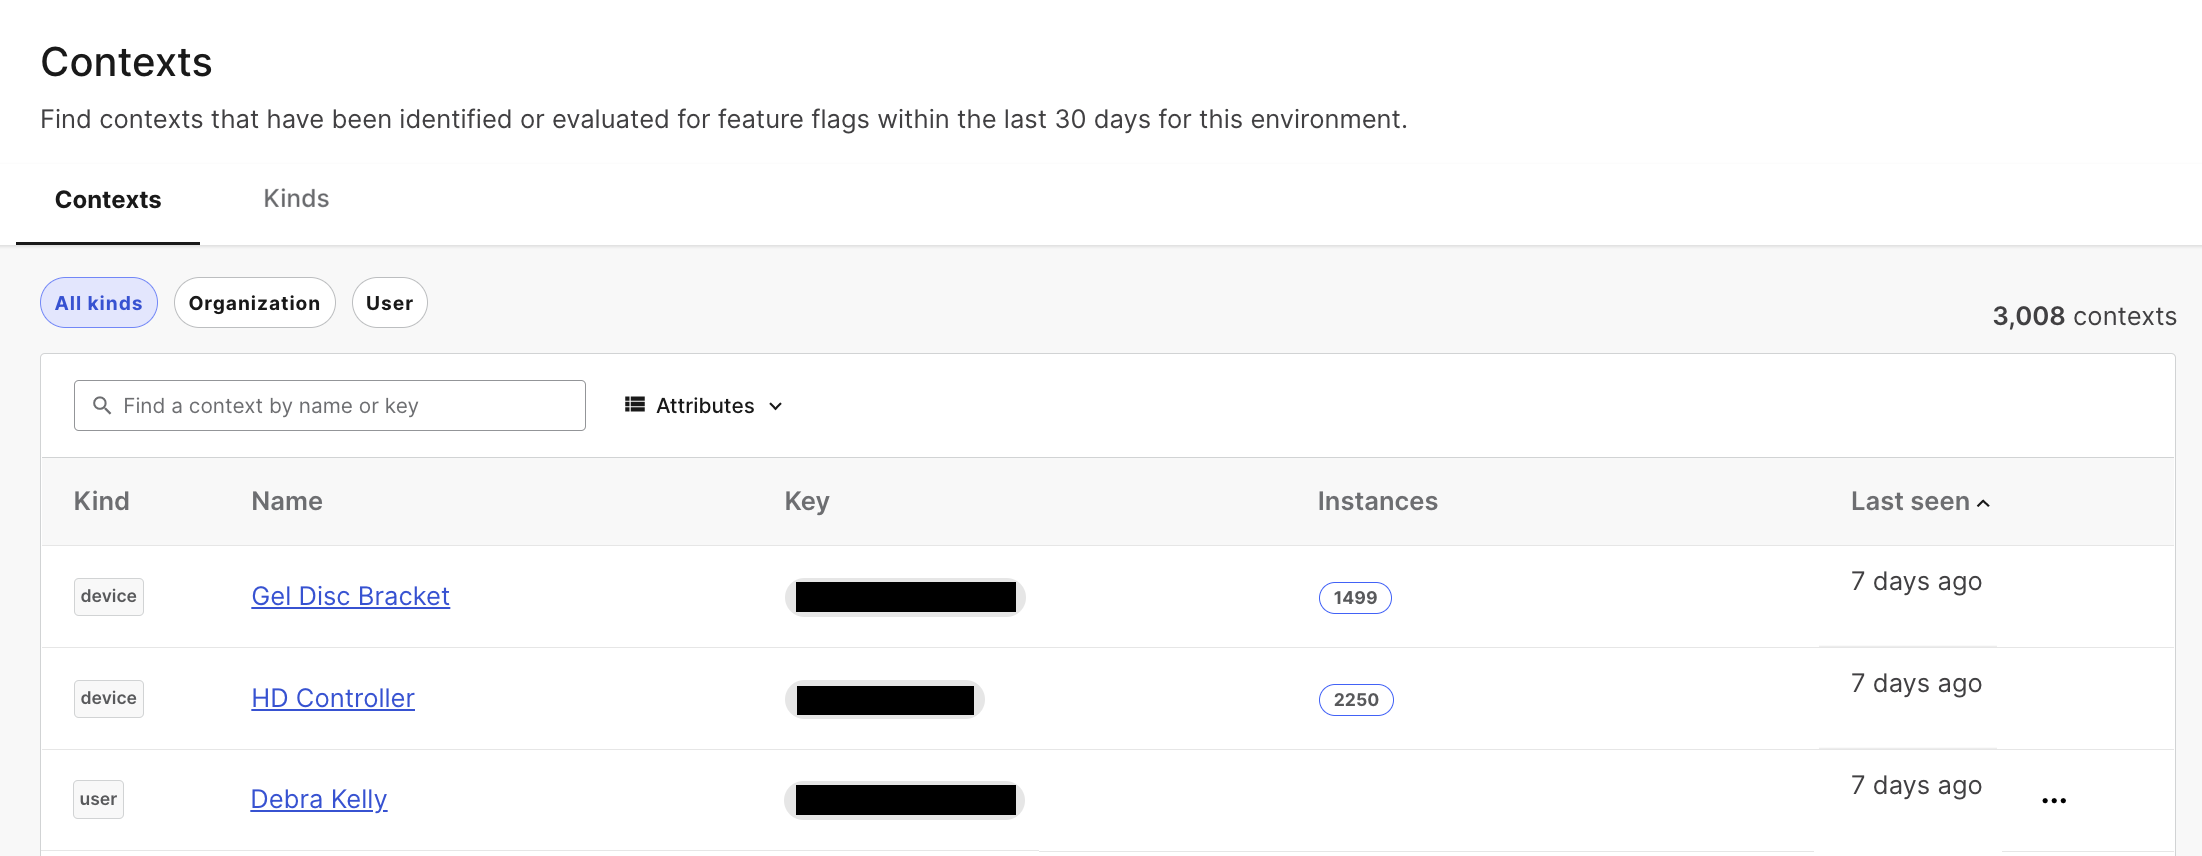 Contexts
Find contexts that have been identified or evaluated for feature flags within the last 30 days for this environment.
Contexts Kinds
All kinds Organization User
3,008 contexts
Find a context by name or key Attributes
Kind Name Key Instances Last seen
device Gel Disc Bracket 1499 7 days ago
device HD Controller 2250 7 days ago
user Debra Kelly 7 days ago